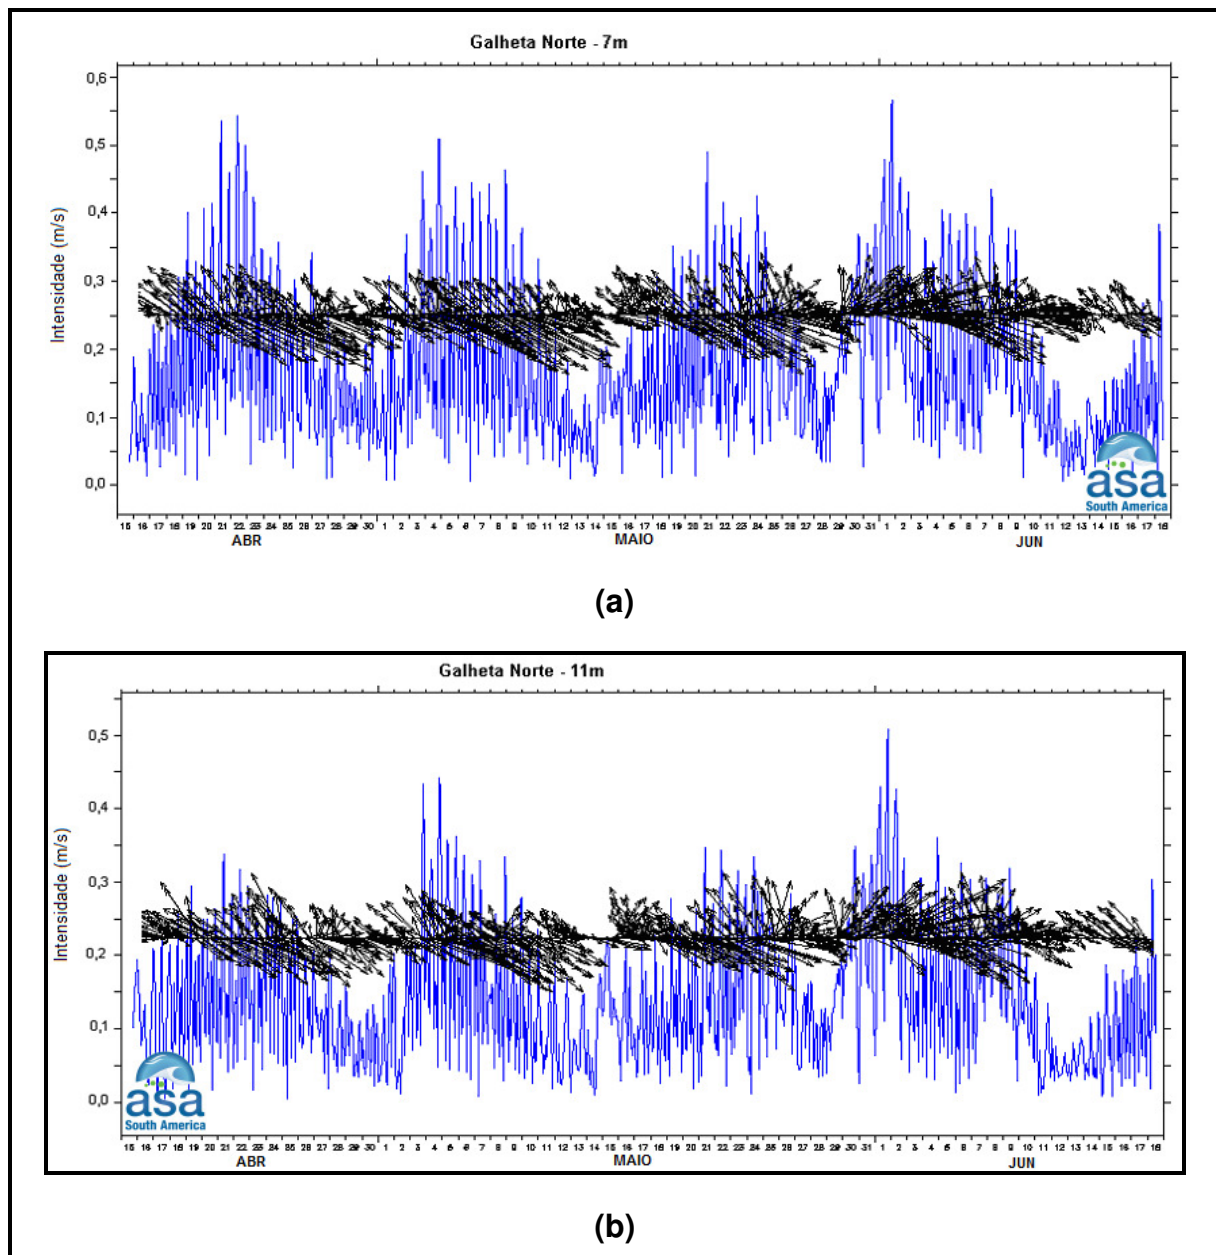 Galheta Norte - 7m
Intensidade (m/s)
0,6
0,5
0,4
0,3
0,2
0,1
0,0
15 16 17 18 19 20 21 22 23 24 25 26 27 28 29 30 1 2 3 4 5 6 7 8 9 10 11 12 13 14 15 16 17 18 19 20 21 22 23 24 25 26 27 28 29 30 31 1 2 3 4 5 6 7 8 9 10 11 12 13 14 15 16 17 18
ABR MAIO JUN
asa
South America
(a)
Galheta Norte - 11m
Intensidade (m/s)
0,5
0,4
0,3
0,2
0,1
0,0
asa
South America
15 16 17 18 19 20 21 22 23 24 25 26 27 28 29 30 1 2 3 4 5 6 7 8 9 10 11 12 13 14 15 16 17 18 19 20 21 22 23 24 25 26 27 28 29 30 31 1 2 3 4 5 6 7 8 9 10 11 12 13 14 15 16 17 18
ABR MAIO JUN
(b)